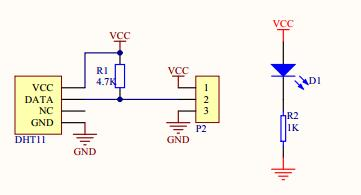 VCC
VCC
R1
4.7K
VCC
D1
VCC
DATA
NC
GND
1
2
3
R2
1K
DHT11
GND
GND
P2